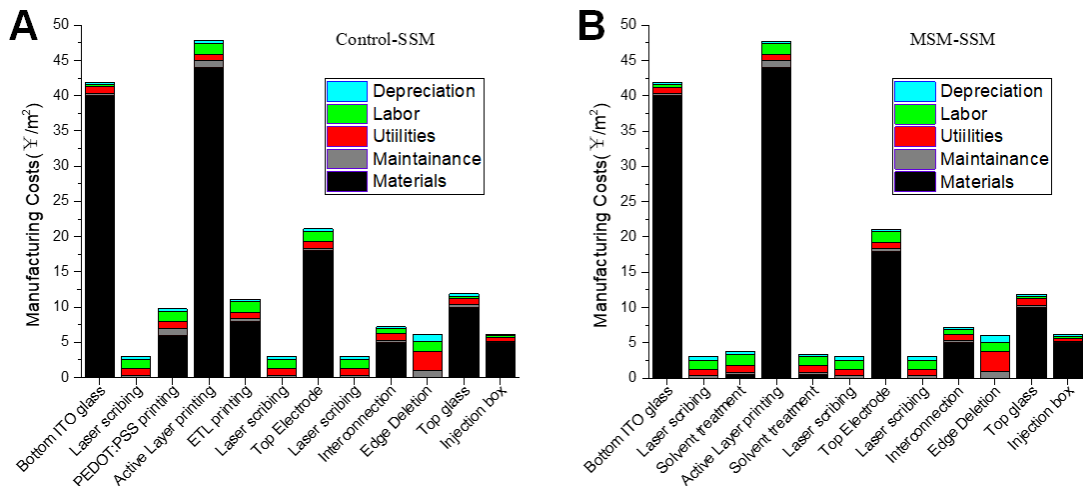 A
Control-SSM
Manufacturing Costs(￥/m²)
50
45
40
35
30
25
20
15
10
5
0
Depreciation
Labor
Utiilities
Maintainance
Materials
Bottom ITO glass
Laser scribing
PEDOT:PSS printing
Active Layer printing
ETL printing
Laser scribing
Top Electrode
Laser scribing
Interconnection
Edge Deletion
Top glass
Injection box
B
MSM-SSM
Manufacturing Costs(￥/m²)
50
45
40
35
30
25
20
15
10
5
0
Depreciation
Labor
Utiilities
Maintainance
Materials
Bottom ITO glass
Laser scribing
Solvent treatment
Active Layer printing
Solvent treatment
Laser scribing
Top Electrode
Laser scribing
Interconnection
Edge Deletion
Top glass
Injection box